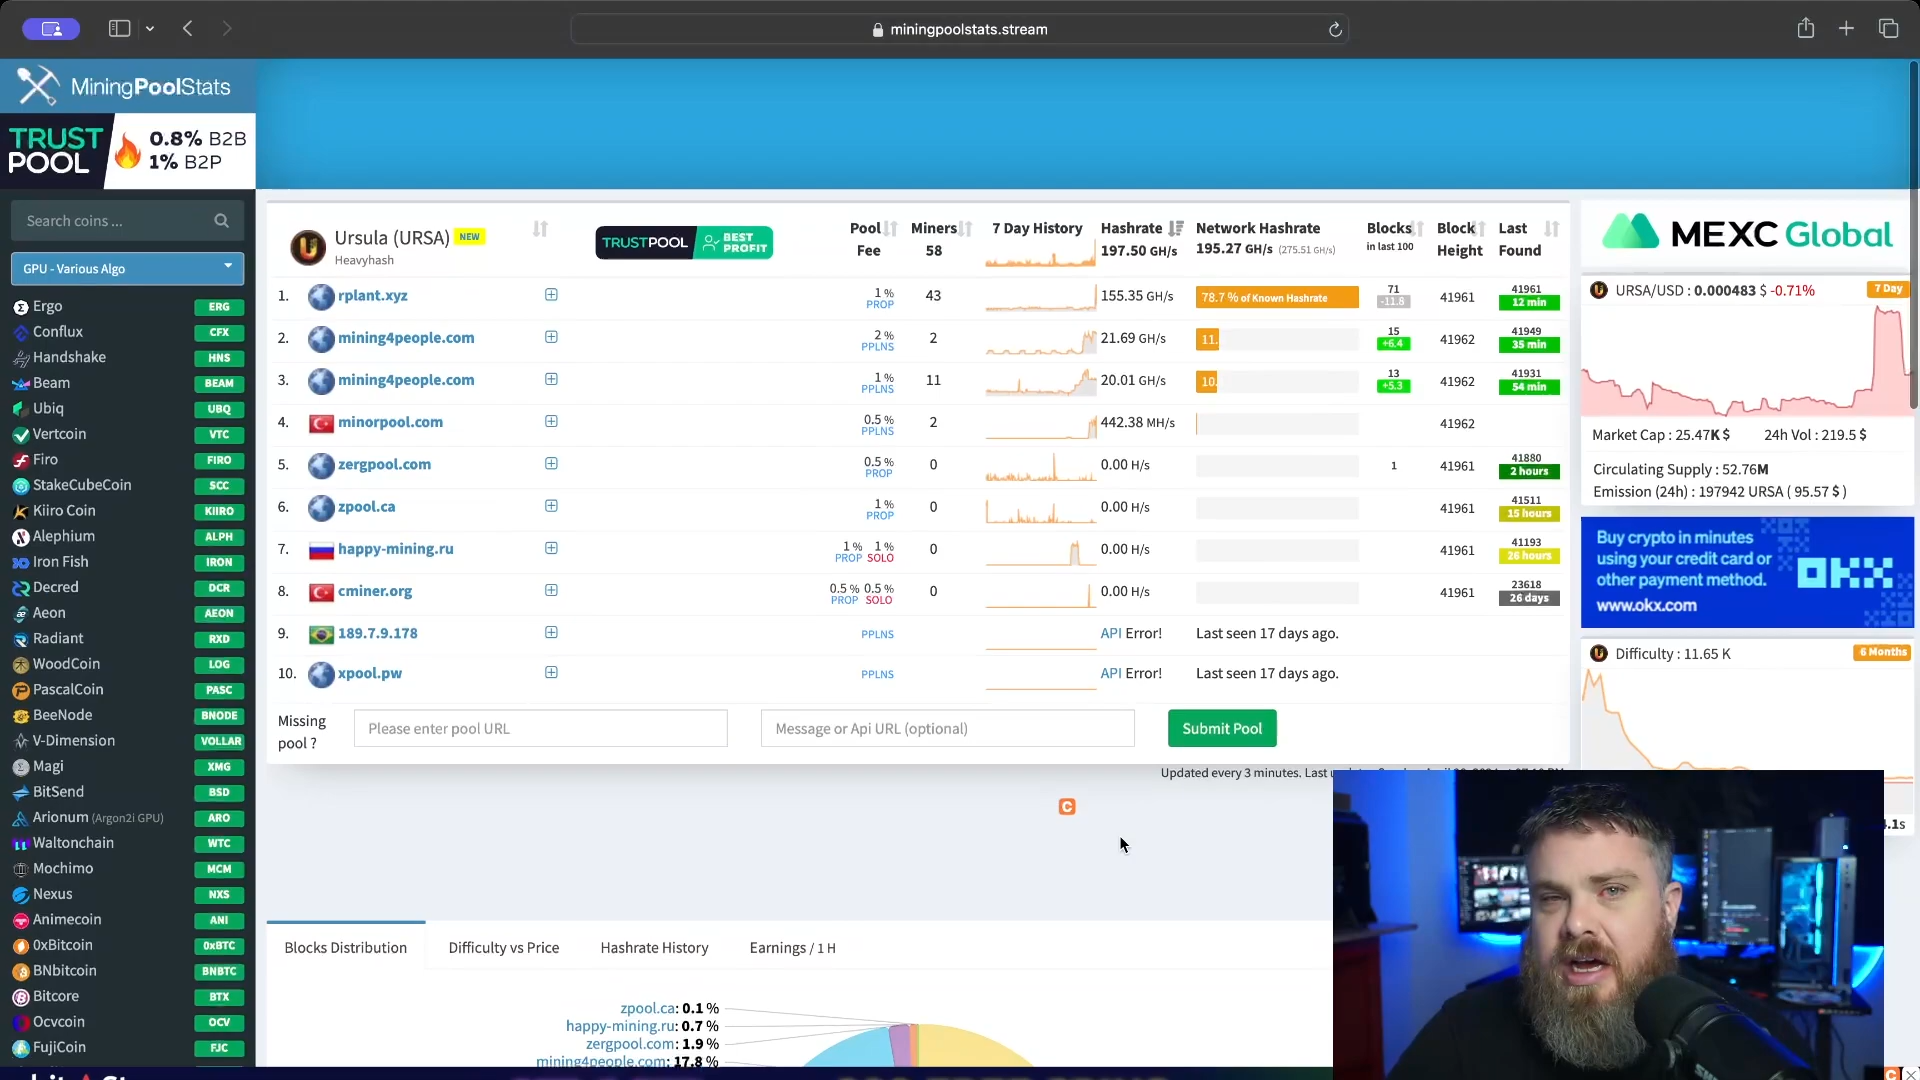 miningpoolstats.stream
MiningPoolStats
TRUST POOL
0.8% B2B
1% B2P
Search coins ...
GPU - Various Algo
Ergo ERG
Conflux CFX
Handshake HNS
Beam BEAM
Ubiq UBQ
Vertcoin VTC
Firo FIRO
StakeCubeCoin SCC
Kiiro Coin KIIRO
Alephium ALPH
Iron Fish IRON
Decred DCR
Aeon AEON
Radiant RXD
WoodCoin LOG
PascalCoin PASC
BeeNode BNODE
V-Dimension VOLLAR
Magi XMG
BitSend BSD
Arionum (Argon2i GPU) ARO
Waltonchain WTC
Mochimo MCM
Nexus NXS
Animecoin ANI
0xBitcoin 0xBTC
BNbitcoin BNBTC
Bitcore BTX
Ocvcoin OCV
FujiCoin FJC
Ursula (URSA) NEW
Heavyhash
TRUSTPOOL BEST PROFIT
Pool Fee
Miners 58
7 Day History
Hashrate 197.50 GH/s
Network Hashrate 195.27 GH/s (275.51 GH/s)
Blocks in last 100
Block Height
Last Found
1. rplant.xyz 1 % PROP 43 155.35 GH/s 78.7 % of Known Hashrate 71 -11.8 41961 41961 12 min
2. mining4people.com 2 % PPLNS 2 21.69 GH/s 11. 15 +6.4 41962 41949 35 min
3. mining4people.com 1 % PPLNS 11 20.01 GH/s 10. 13 +5.3 41962 41931 54 min
4. minorpool.com 0.5 % PPLNS 2 442.38 MH/s 41962
5. zergpool.com 0.5 % PROP 0 0.00 H/s 1 41961 41880 2 hours
6. zpool.ca 1 % PROP 0 0.00 H/s 41961 41511 15 hours
7. happy-mining.ru 1 % PROP 1 % SOLO 0 0.00 H/s 41961 41193 26 hours
8. cminer.org 0.5 % PROP 0.5 % SOLO 0 0.00 H/s 41961 23618 26 days
9. 189.7.9.178 PPLNS API Error! Last seen 17 days ago.
10. xpool.pw PPLNS API Error! Last seen 17 days ago.
Missing pool ?
Please enter pool URL
Message or Api URL (optional)
Submit Pool
Updated every 3 minutes. Last
Blocks Distribution
Difficulty vs Price
Hashrate History
Earnings / 1 H
zpool.ca: 0.1 %
happy-mining.ru: 0.7 %
zergpool.com: 1.9 %
mining4people.com: 17.8 %
MEXC Global
URSA/USD : 0.000483 $ -0.71% 7 Day
Market Cap : 25.47K $ 24h Vol : 219.5 $
Circulating Supply : 52.76M
Emission (24h) : 197942 URSA ( 95.57 $ )
Buy crypto in minutes
using your credit card or
other payment method.
www.okx.com
OKX
Difficulty : 11.65 K 6 Months